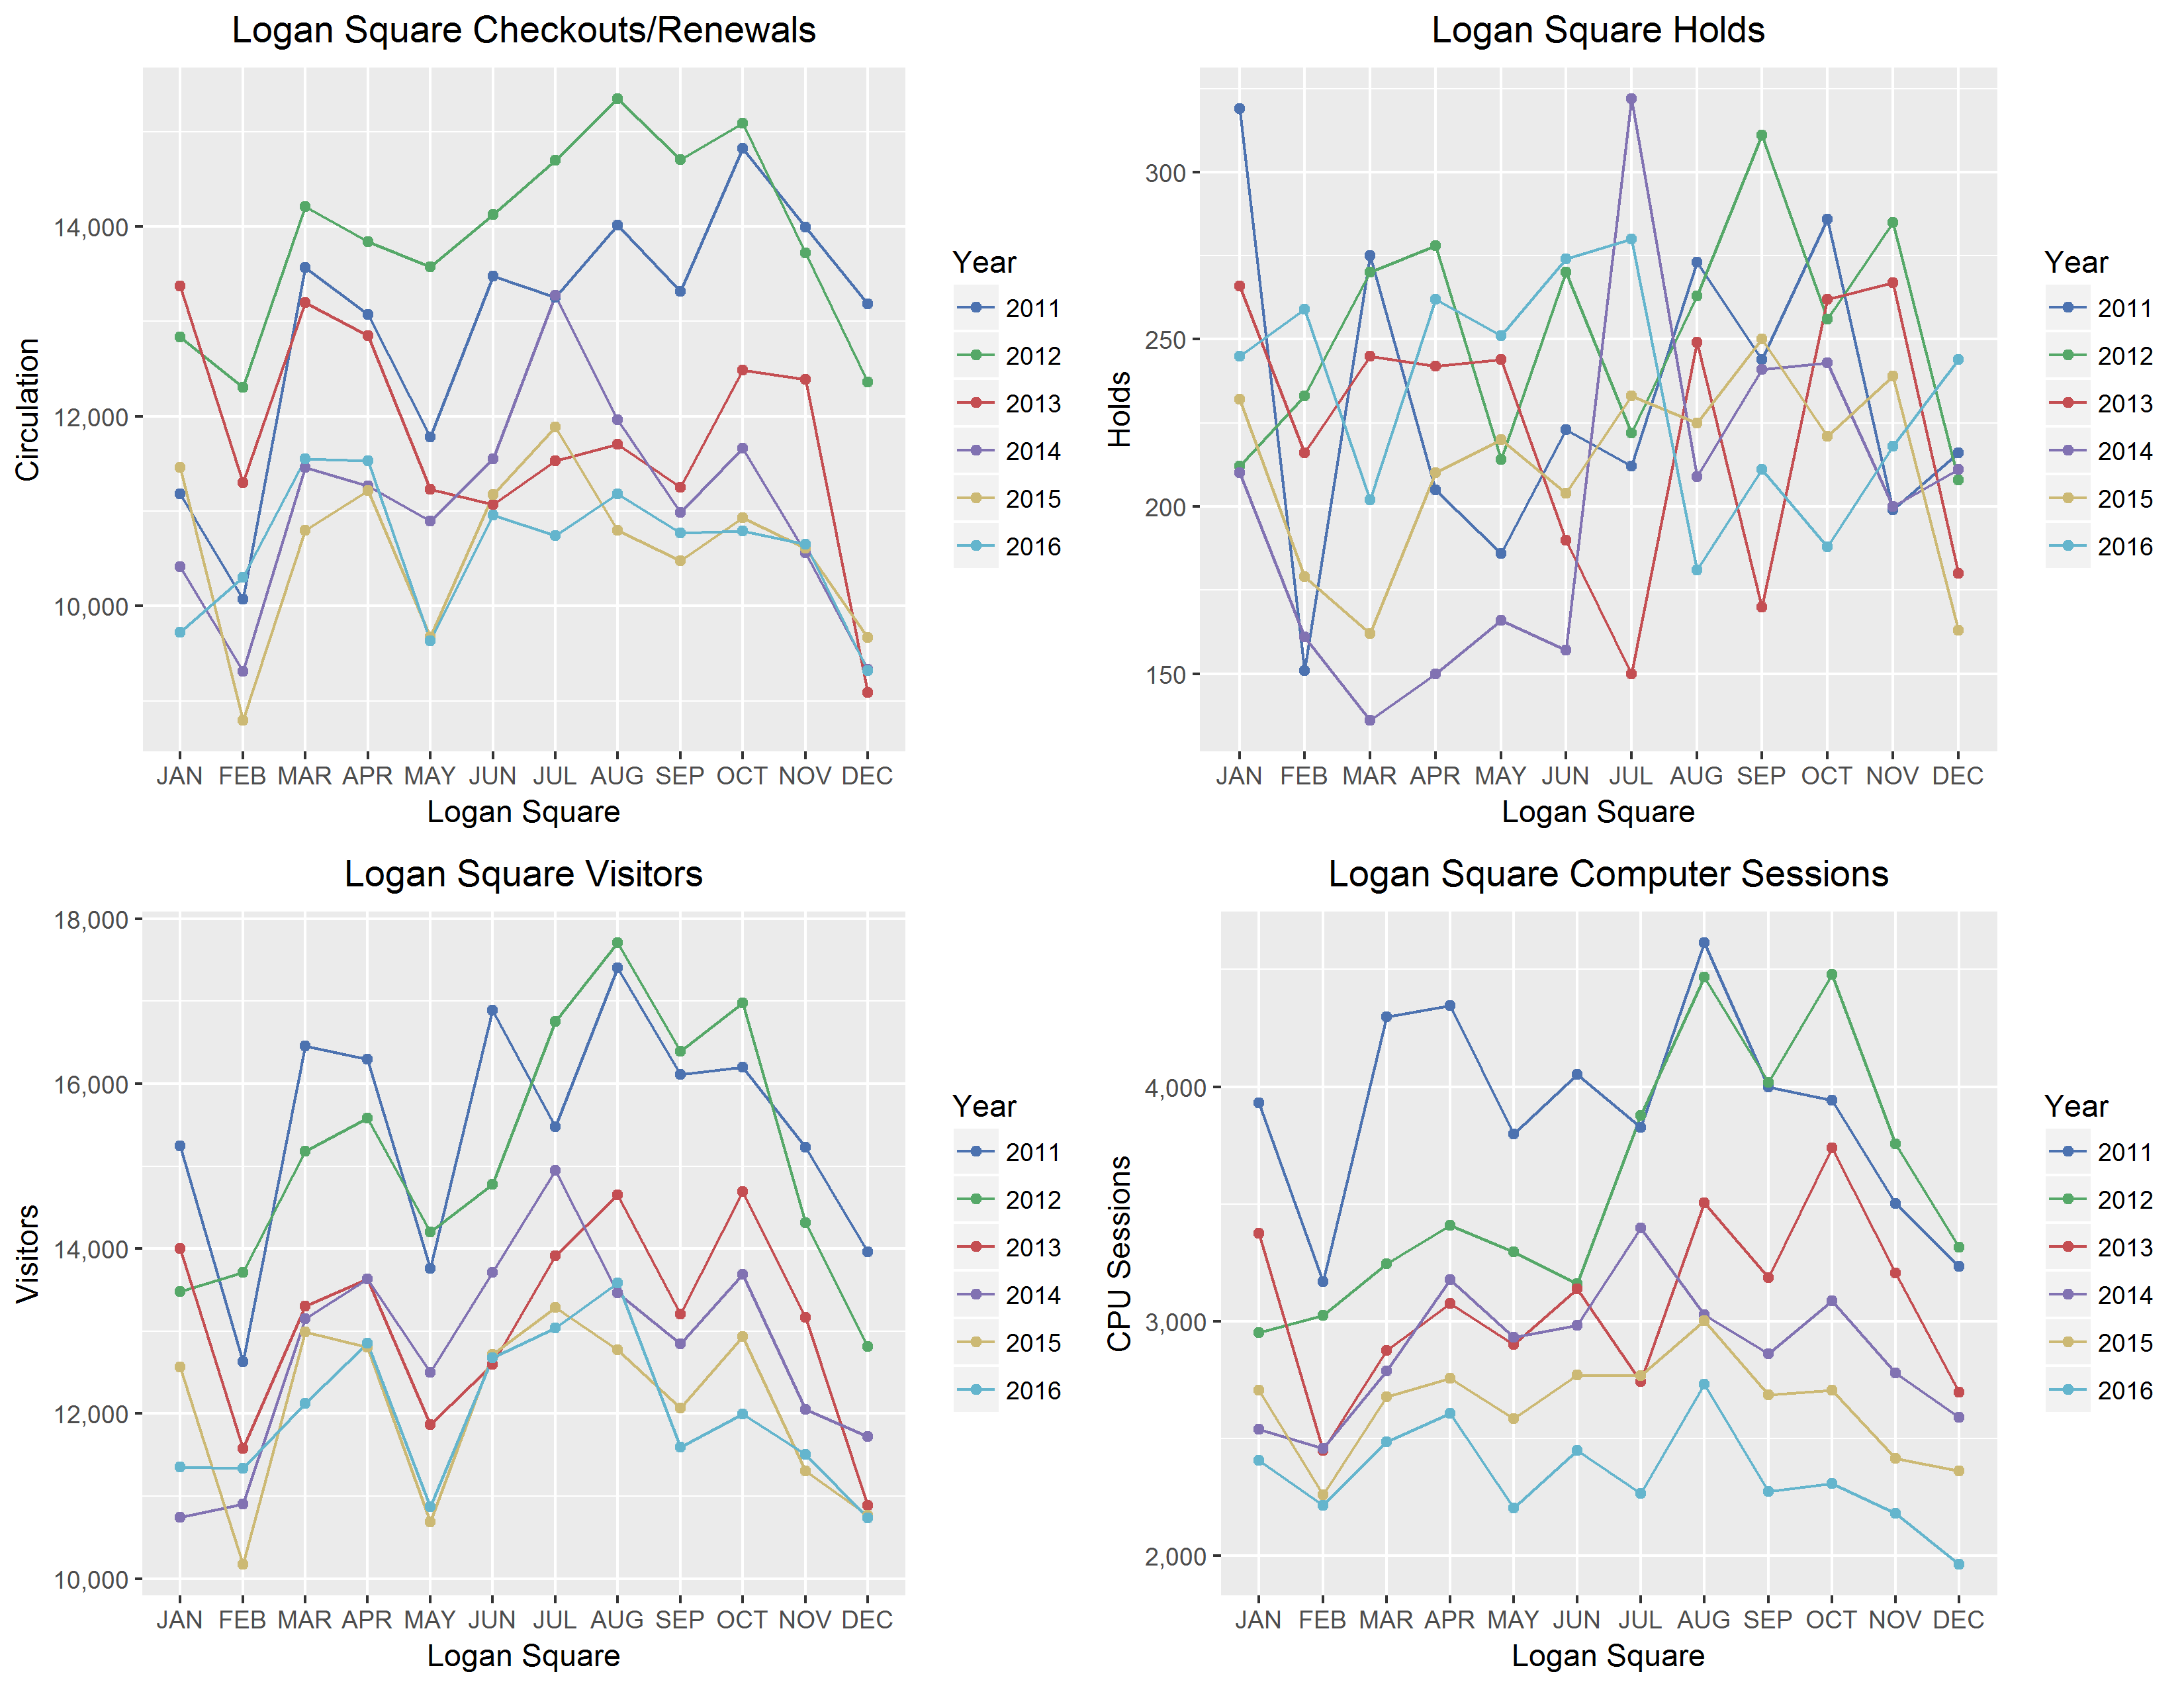 Logan Square Checkouts/Renewals
14,000
12,000
10,000
Circulation
JAN FEB MAR APR MAY JUN JUL AUG SEP OCT NOV DEC
Logan Square
Year
2011
2012
2013
2014
2015
2016
Logan Square Holds
300
250
200
150
Holds
JAN FEB MAR APR MAY JUN JUL AUG SEP OCT NOV DEC
Logan Square
Year
2011
2012
2013
2014
2015
2016
Logan Square Visitors
18,000
16,000
14,000
12,000
10,000
Visitors
JAN FEB MAR APR MAY JUN JUL AUG SEP OCT NOV DEC
Logan Square
Year
2011
2012
2013
2014
2015
2016
Logan Square Computer Sessions
4,000
3,000
2,000
CPU Sessions
JAN FEB MAR APR MAY JUN JUL AUG SEP OCT NOV DEC
Logan Square
Year
2011
2012
2013
2014
2015
2016